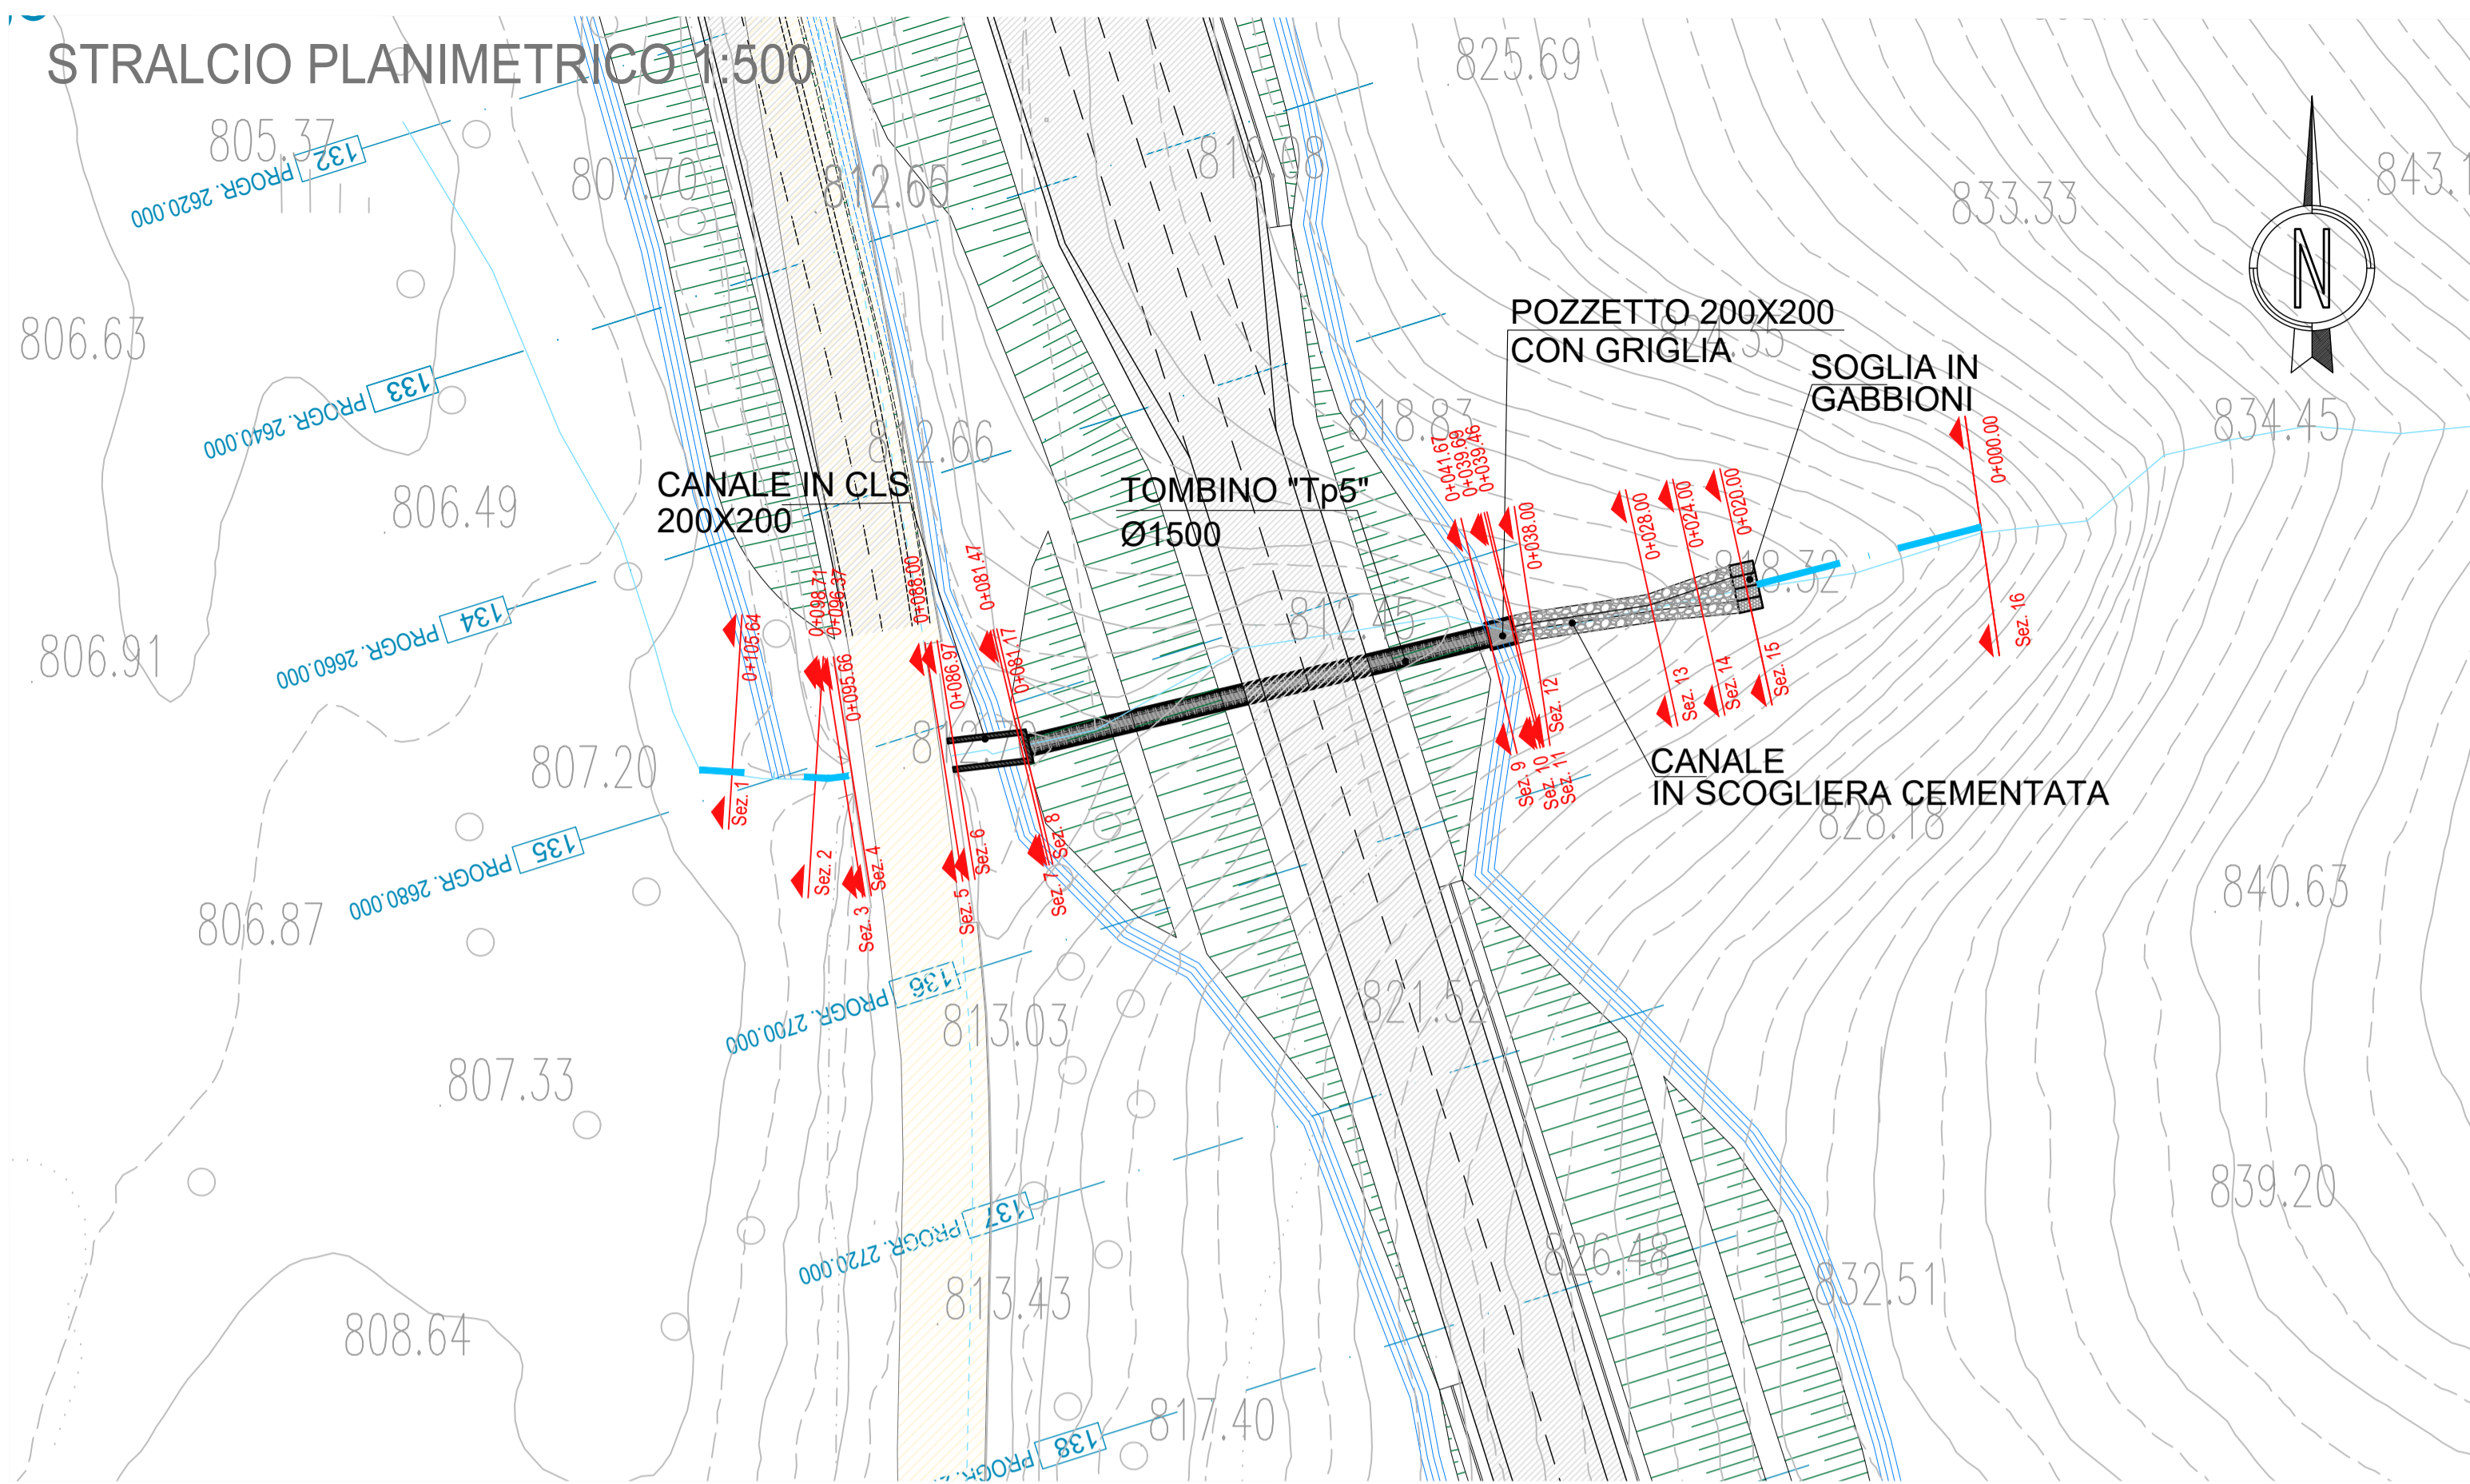 STRALCIO PLANIMETRICO 1:500
825.69
805.37
807.70
812.66
819.08
833.33
132
PROGR. 2620.000
806.63
POZZETTO 200X200
CON GRIGLIA
824.35
SOGLIA IN
GABBIONI
N
133
PROGR. 2640.000
812.66
818.83
834.45
806.49
CANALE IN CLS
200X200
TOMBINO "Tp5"
Ø1500
0+041.67
0+039.69
0+039.46
0+038.00
0+028.00
0+024.00
0+020.00
0+000.00
818.32
812.45
134
PROGR. 2660.000
806.91
0+105.64
0+098.71
0+096.37
0+095.66
0+088.00
0+086.97
0+081.47
0+081.17
Sez. 16
Sez. 15
Sez. 14
Sez. 13
Sez. 12
Sez. 11
Sez. 10
Sez. 9
807.20
CANALE
IN SCOGLIERA CEMENTATA
828.18
Sez. 1
Sez. 2
Sez. 3
Sez. 4
Sez. 5
Sez. 6
Sez. 7
Sez. 8
135
PROGR. 2680.000
806.87
840.63
136
PROGR. 2700.000
813.03
821.52
807.33
137
PROGR. 2720.000
839.20
826.48
813.43
832.51
808.64
817.40
138
PROGR.